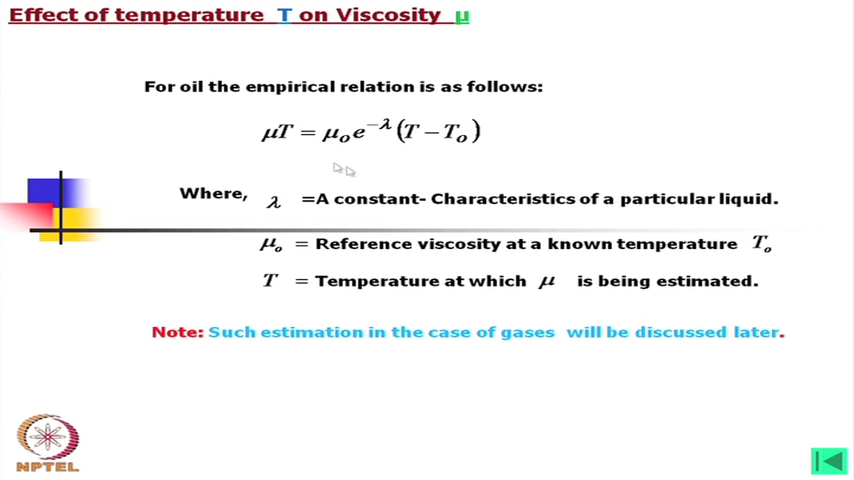 Effect of temperature T on Viscosity μ
For oil the empirical relation is as follows:
μT = μₒe^−λ(T − Tₒ)
Where, λ =A constant- Characteristics of a particular liquid.
μₒ = Reference viscosity at a known temperature Tₒ
T = Temperature at which μ is being estimated.
Note: Such estimation in the case of gases will be discussed later.
NPTEL